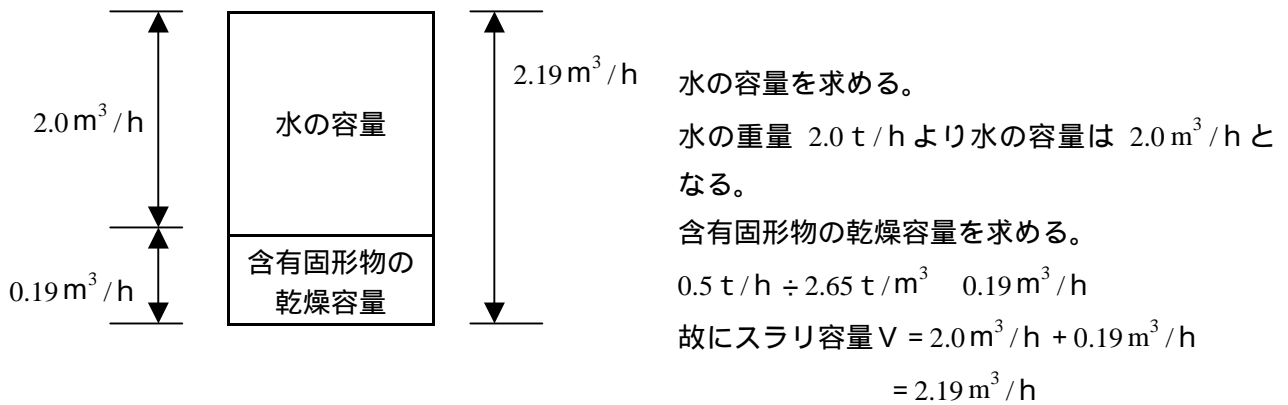 2.0 m³/h
0.19 m³/h
水の容量
含有固形物の
乾燥容量
2.19 m³/h
水の容量を求める。
水の重量 2.0 t/h より水の容量は 2.0 m³/h と
なる。
含有固形物の乾燥容量を求める。
0.5 t/h ÷ 2.65 t/m³ 0.19 m³/h
故にスラリ容量V = 2.0 m³/h + 0.19 m³/h
= 2.19 m³/h